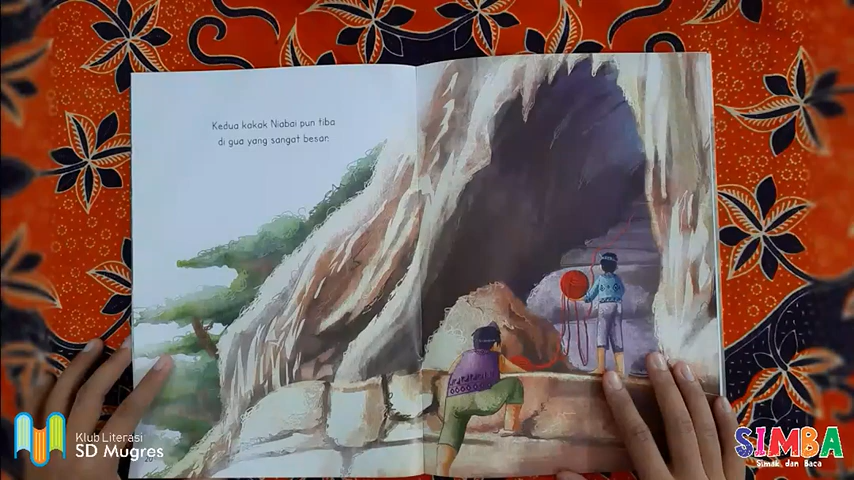 Kedua kakak Niabai pun tiba
di gua yang sangat besar.
Klub Literasi
SD Mugres
SIMBA
Simak dan Baca